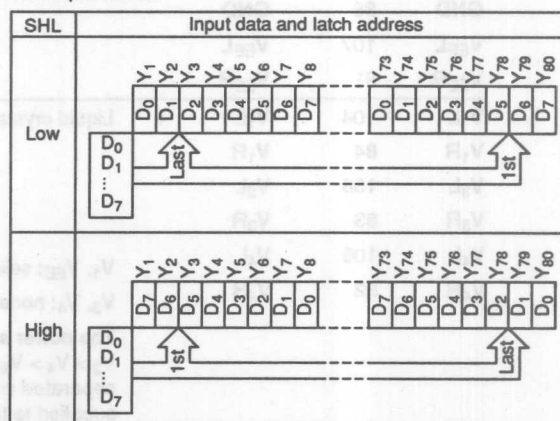 SHL Input data and latch address
Y1 Y2 Y3 Y4 Y5 Y6 Y7 Y8 Y73 Y74 Y75 Y76 Y77 Y78 Y79 Y80
D0 D1 D2 D3 D4 D5 D6 D7 D0 D1 D2 D3 D4 D5 D6 D7
Low
D0
D1
⋮
D7
Last
1st
Y1 Y2 Y3 Y4 Y5 Y6 Y7 Y8 Y73 Y74 Y75 Y76 Y77 Y78 Y79 Y80
D7 D6 D5 D4 D3 D2 D1 D0 D7 D6 D5 D4 D3 D2 D1 D0
High
D0
D1
⋮
D7
1st
Last